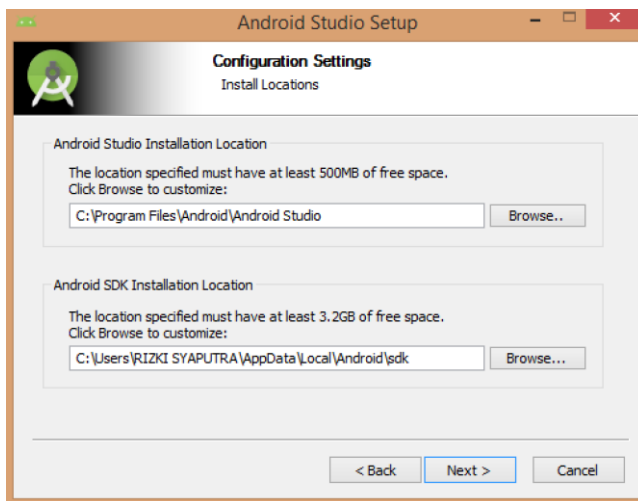 Android Studio Setup
Configuration Settings
Install Locations
Android Studio Installation Location
The location specified must have at least 500MB of free space.
Click Browse to customize:
C:\Program Files\Android\Android Studio
Browse..
Android SDK Installation Location
The location specified must have at least 3.2GB of free space.
Click Browse to customize:
C:\Users\RIZKI SYAPUTRA\AppData\Local\Android\sdk
Browse...
< Back Next > Cancel